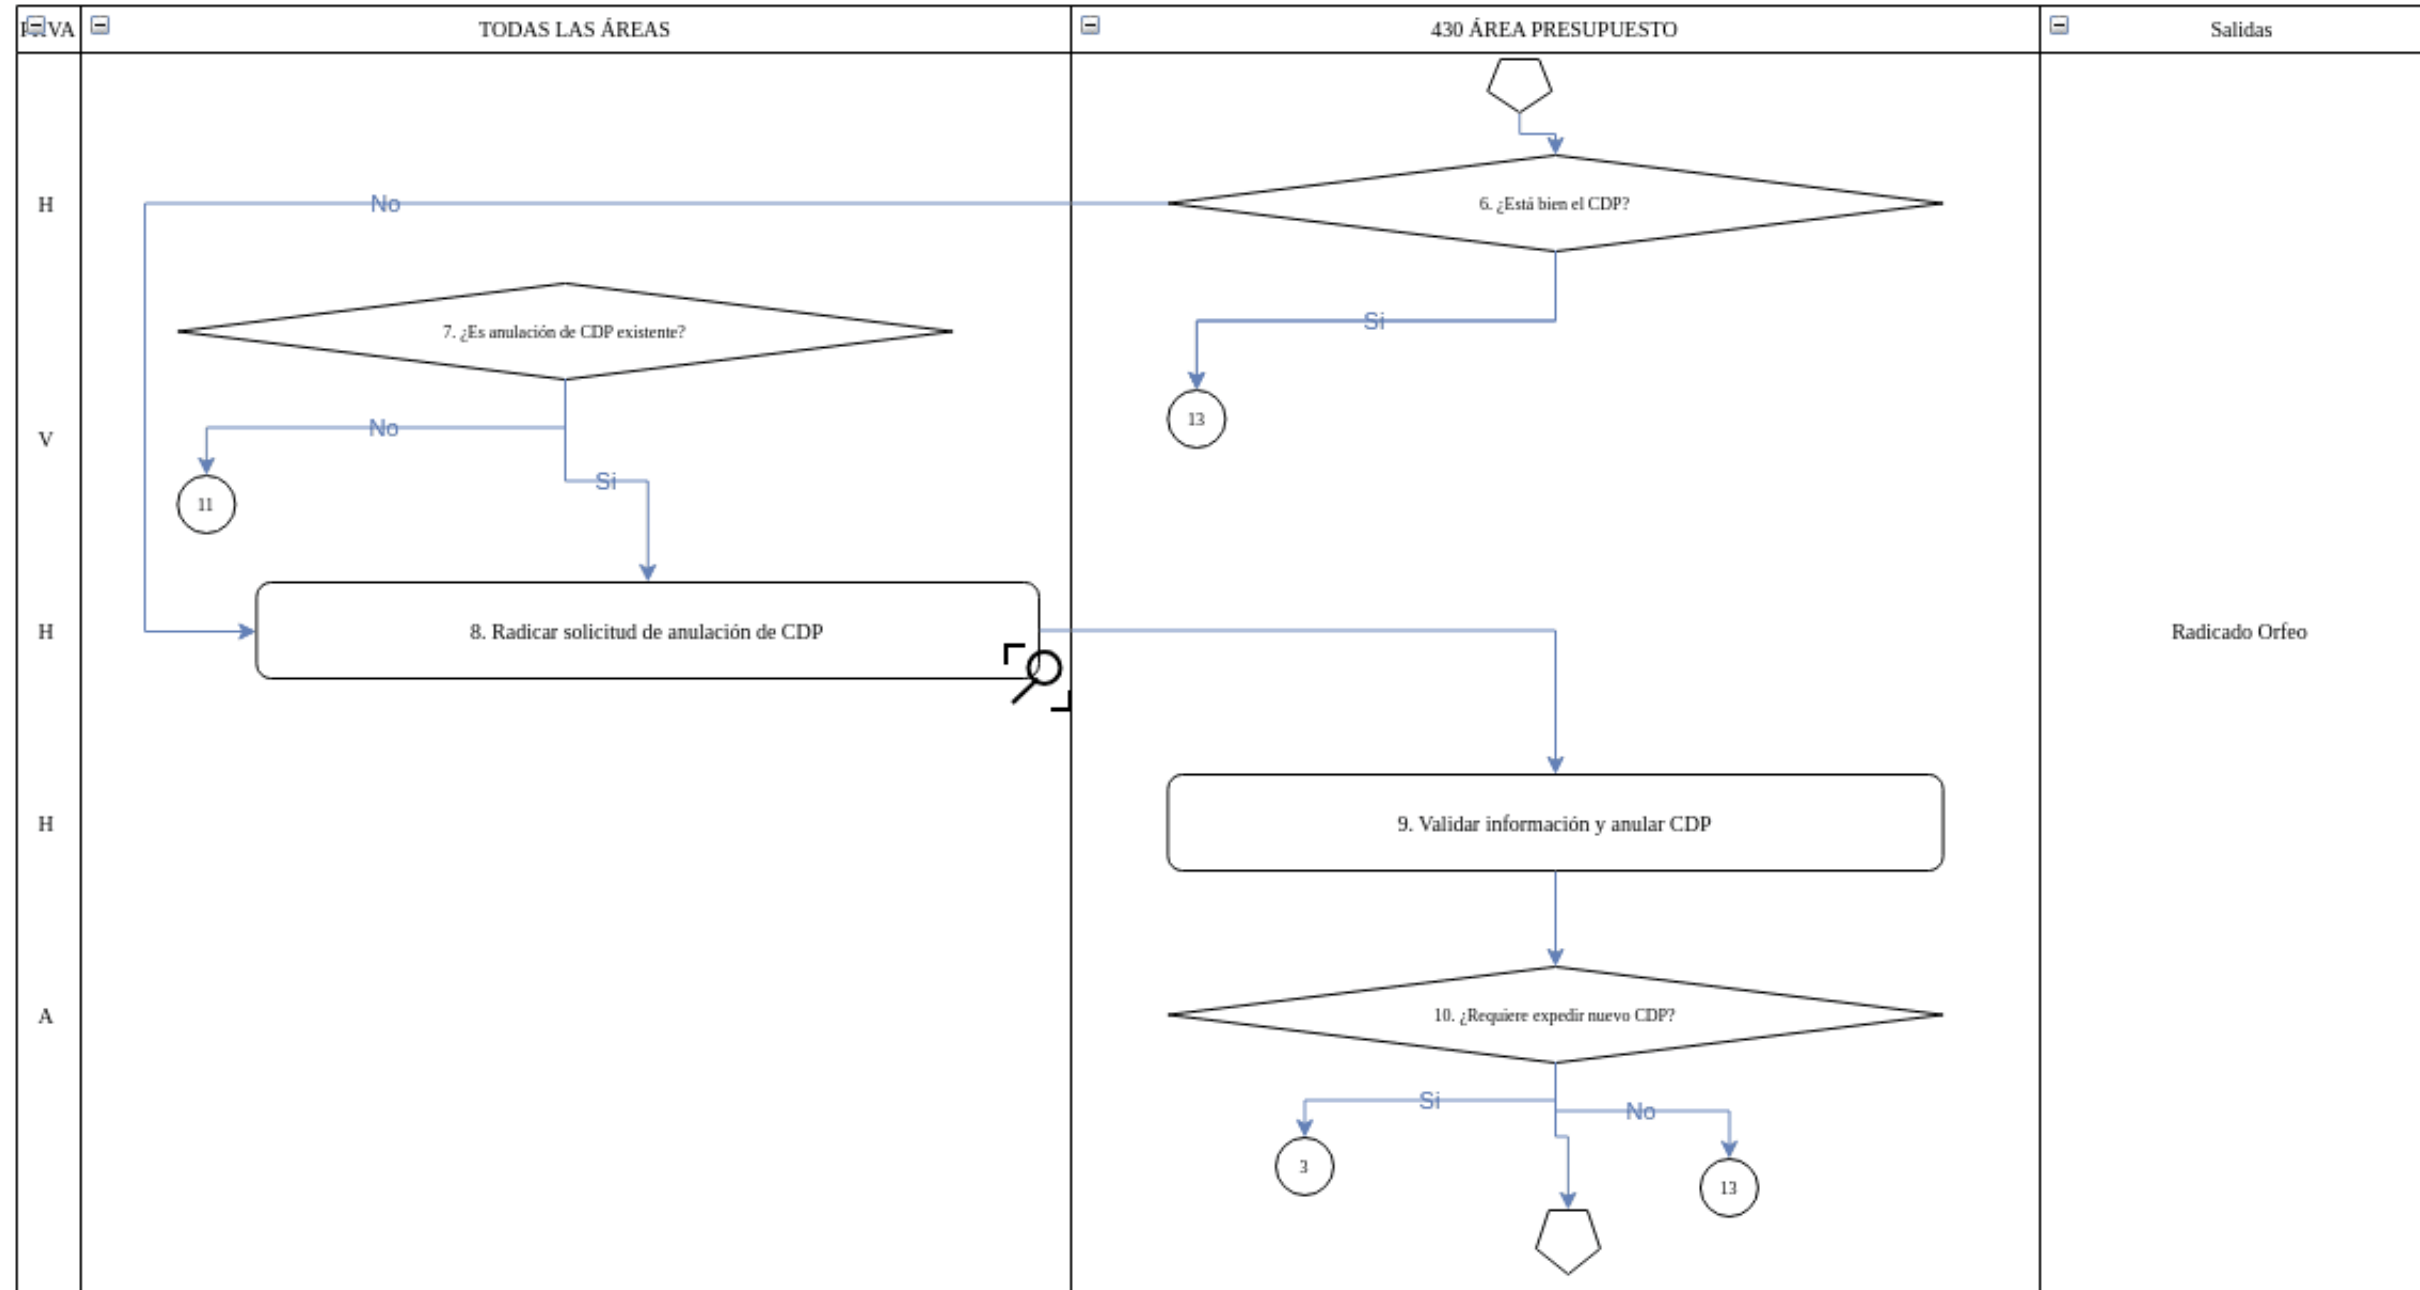 TODAS LAS ÁREAS
430 ÁREA PRESUPUESTO
Salidas
H
No
6. ¿Está bien el CDP?
7. ¿Es anulación de CDP existente?
Si
13
V
No
Si
11
H
8. Radicar solicitud de anulación de CDP
Radicado Orfeo
H
9. Validar información y anular CDP
A
10. ¿Requiere expedir nuevo CDP?
Si
No
3
13